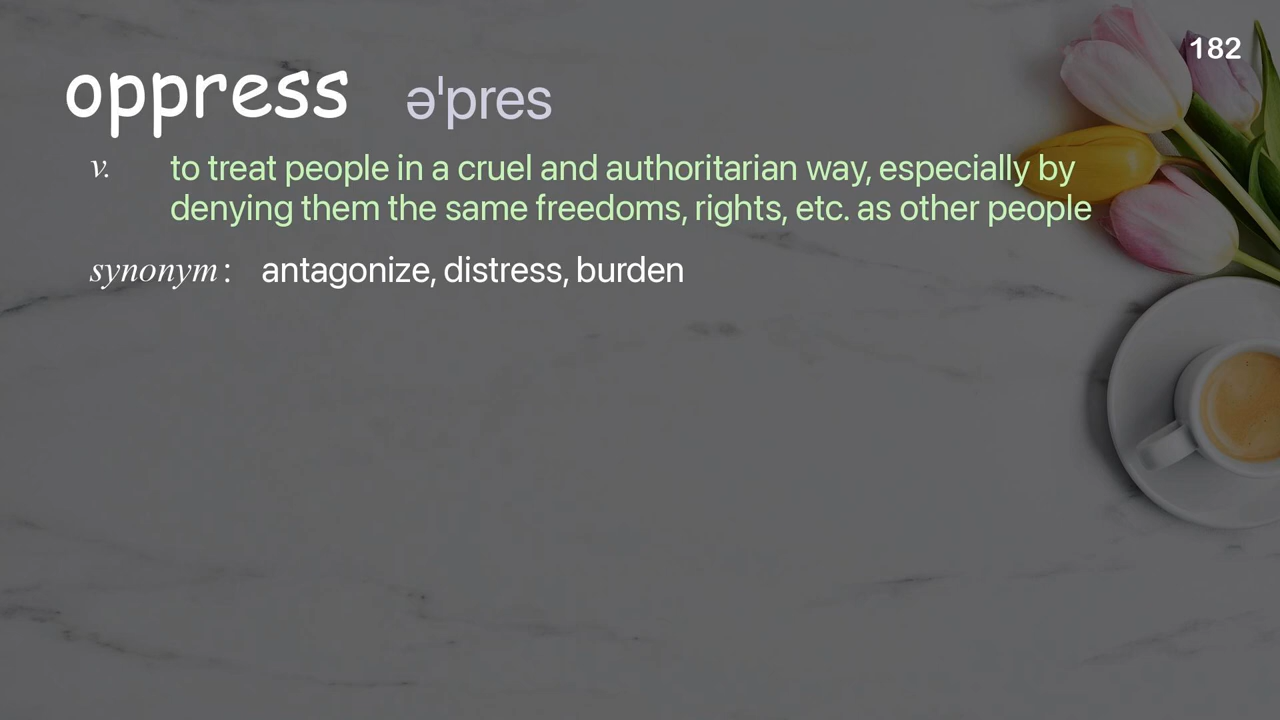 182
oppress ə'pres
v. to treat people in a cruel and authoritarian way, especially by
denying them the same freedoms, rights, etc. as other people
synonym: antagonize, distress, burden